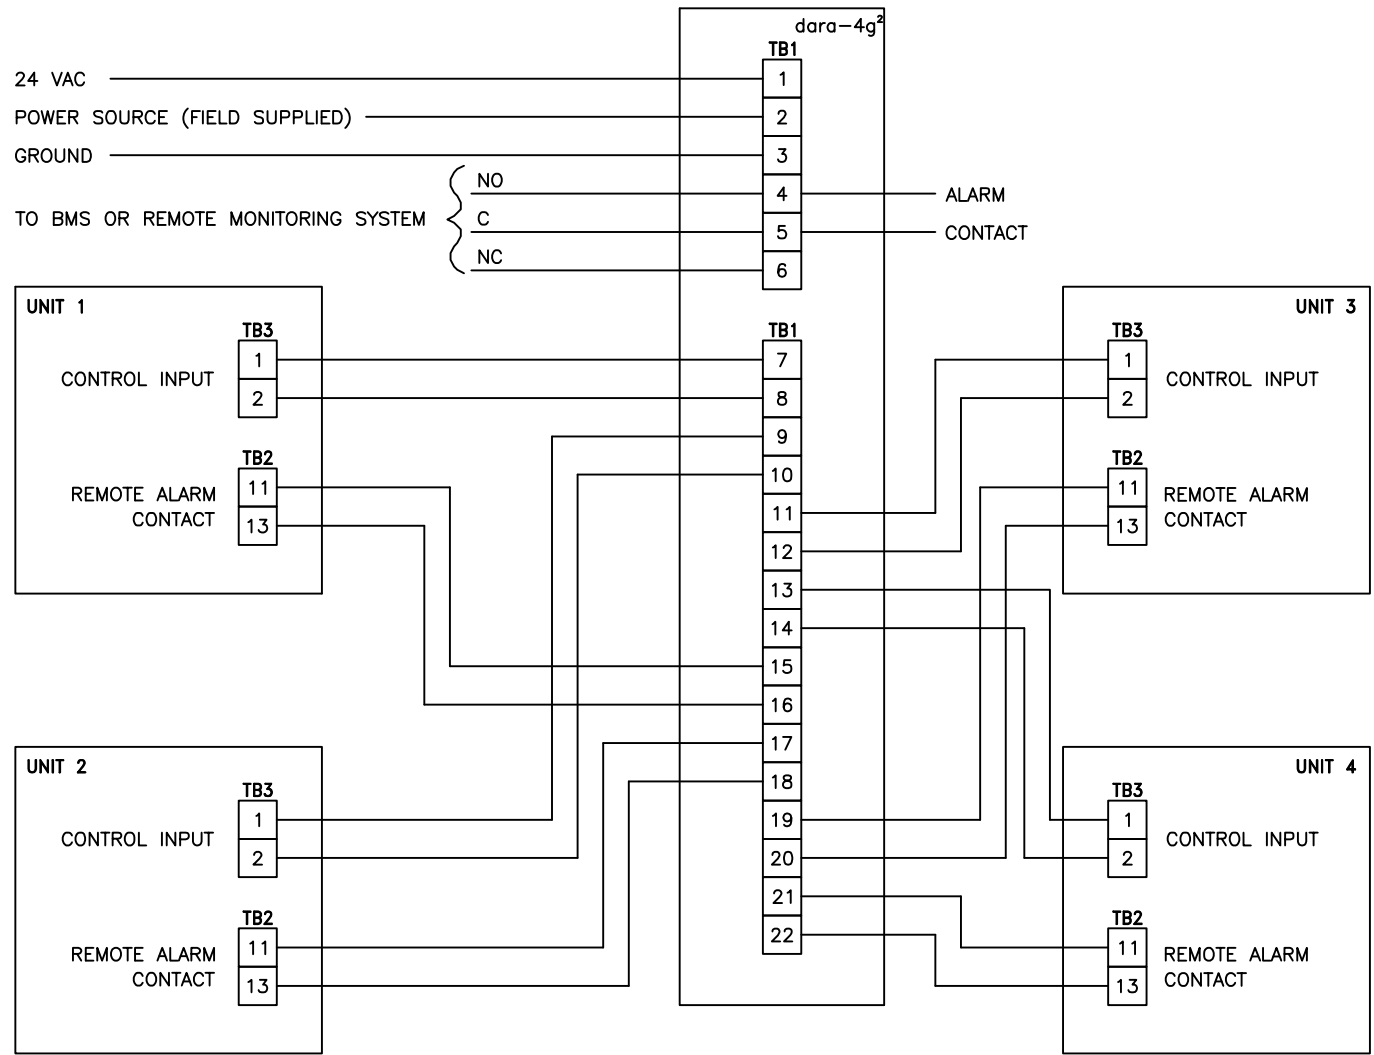 dara-4g²
TB1
24 VAC
1
POWER SOURCE (FIELD SUPPLIED)
2
GROUND
3
TO BMS OR REMOTE MONITORING SYSTEM
NO
4
ALARM
C
5
CONTACT
NC
6
UNIT 1
TB3
1
CONTROL INPUT
2
TB2
11
REMOTE ALARM
CONTACT
13
TB1
7
8
9
10
11
12
13
14
15
16
17
18
19
20
21
22
UNIT 3
TB3
1
CONTROL INPUT
2
TB2
11
REMOTE ALARM
CONTACT
13
UNIT 2
TB3
1
CONTROL INPUT
2
TB2
11
REMOTE ALARM
CONTACT
13
UNIT 4
TB3
1
CONTROL INPUT
2
TB2
11
REMOTE ALARM
CONTACT
13